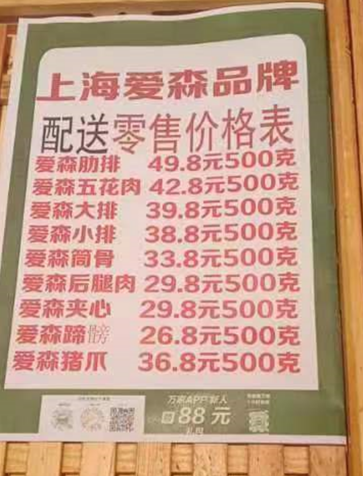 上海爱森品牌
配送零售价格表
爱森肋排 49.8元500克
爱森五花肉 42.8元500克
爱森大排 39.8元500克
爱森小排 38.8元500克
爱森筒骨 33.8元500克
爱森后腿肉 29.8元500克
爱森夹心 29.8元500克
爱森蹄髈 26.8元500克
爱森猪爪 36.8元500克
万家APP 新人
88元
礼包